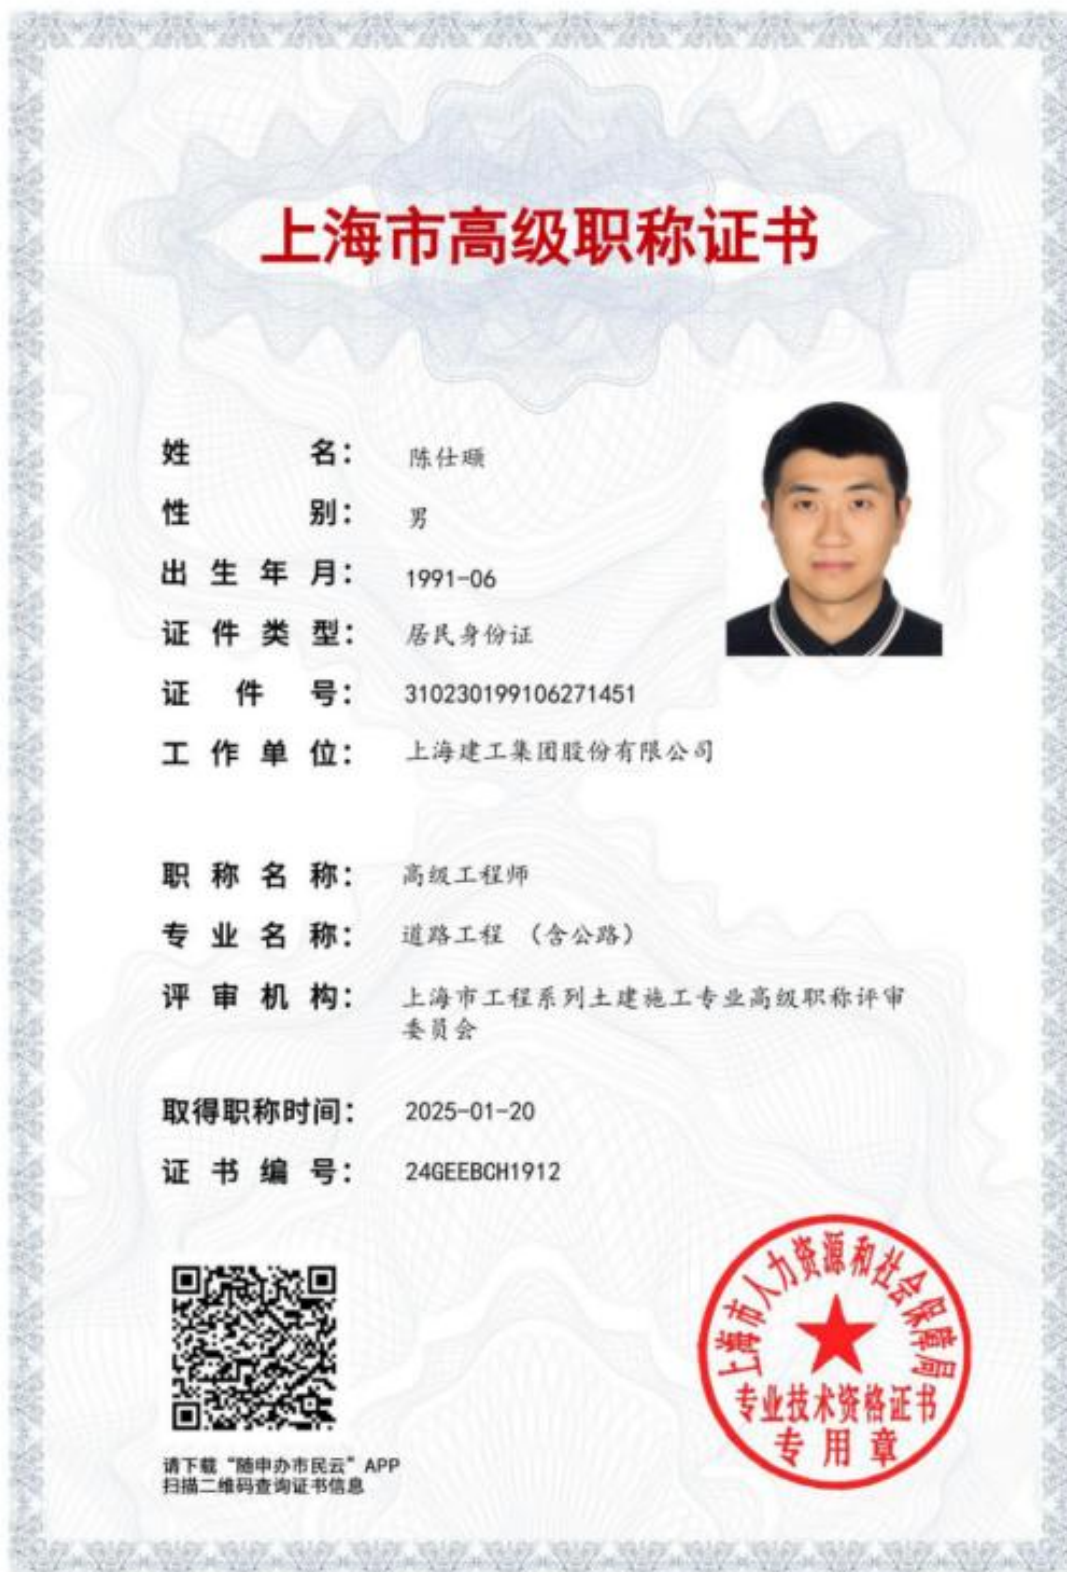 上海市高级职称证书
姓名：陈仕颋
性别：男
出生年月：1991-06
证件类型：居民身份证
证件号：310230199106271451
工作单位：上海建工集团股份有限公司
职称名称：高级工程师
专业名称：道路工程 （含公路）
评审机构：上海市工程系列土建施工专业高级职称评审
委员会
取得职称时间：2025-01-20
证书编号：24GEEBCH1912
上海市人力资源和社会保障局
专业技术资格证书
专用章
请下载“随申办市民云”APP
扫描二维码查询证书信息